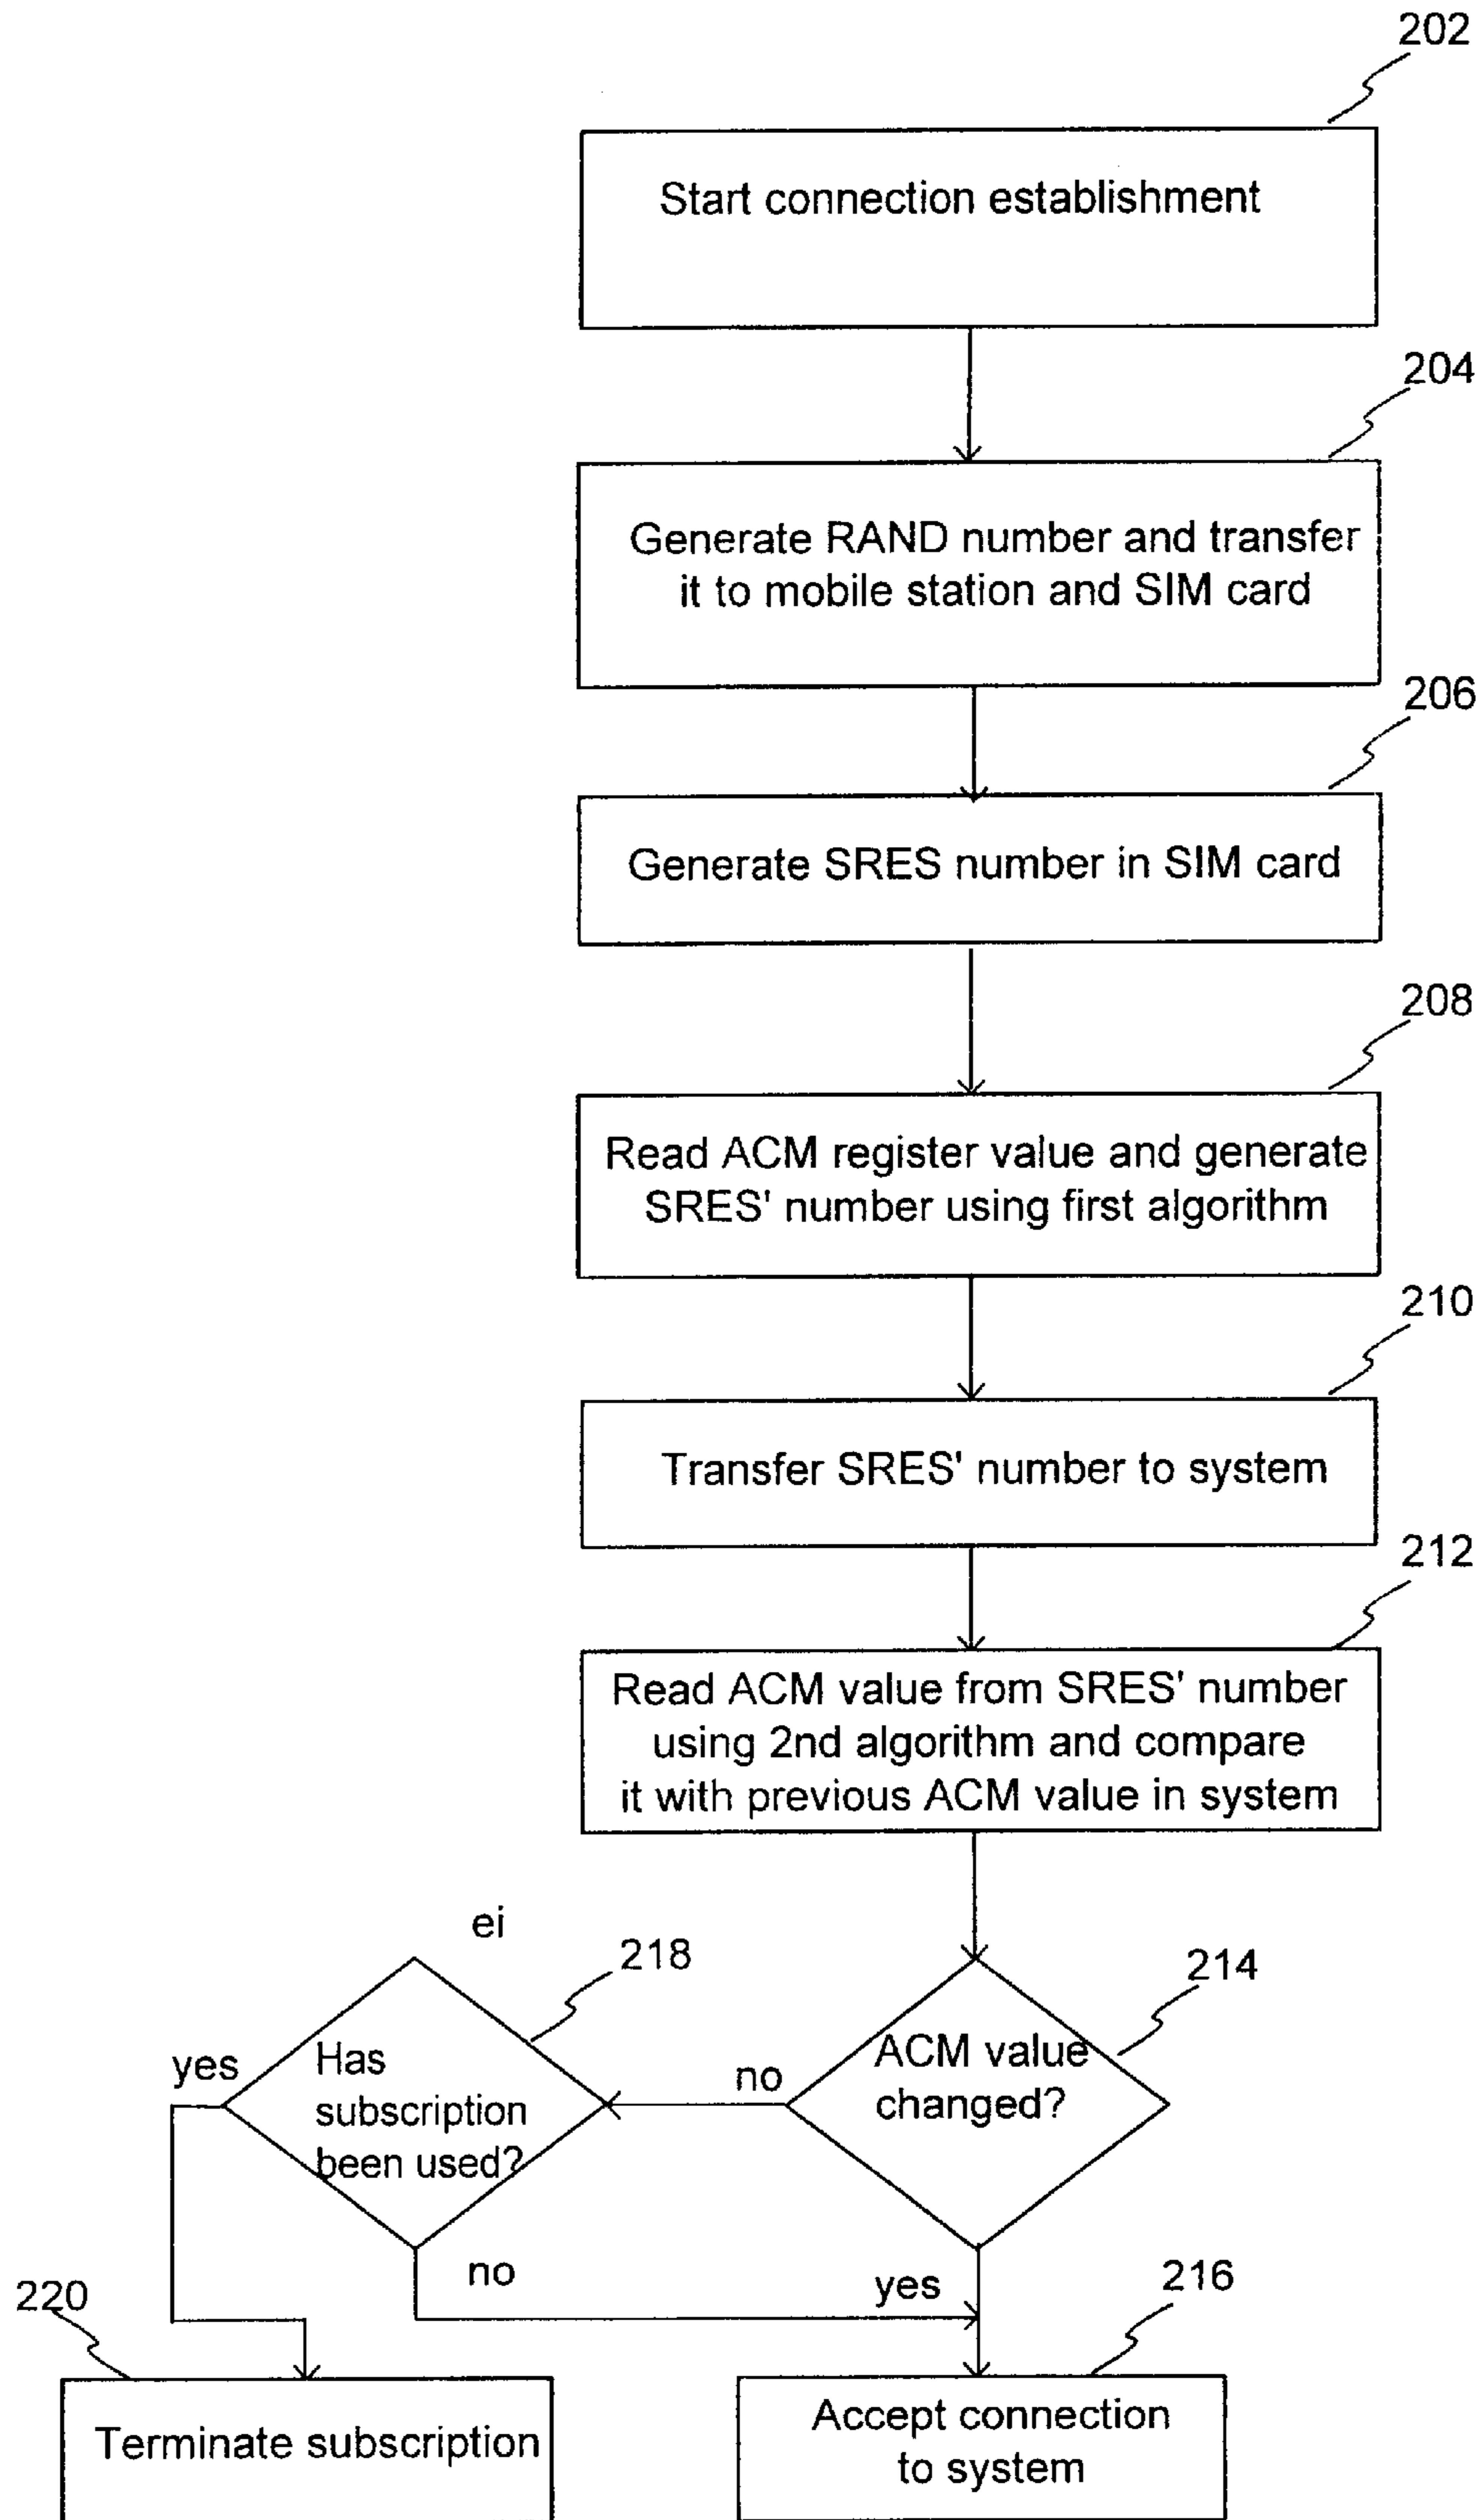 202
Start connection establishment
204
Generate RAND number and transfer
it to mobile station and SIM card
206
Generate SRES number in SIM card
208
Read ACM register value and generate
SRES' number using first algorithm
210
Transfer SRES' number to system
212
Read ACM value from SRES' number
using 2nd algorithm and compare
it with previous ACM value in system
ei
218
214
yes
Has
subscription
been used?
no
ACM value
changed?
no
yes
220
216
Terminate subscription
Accept connection
to system